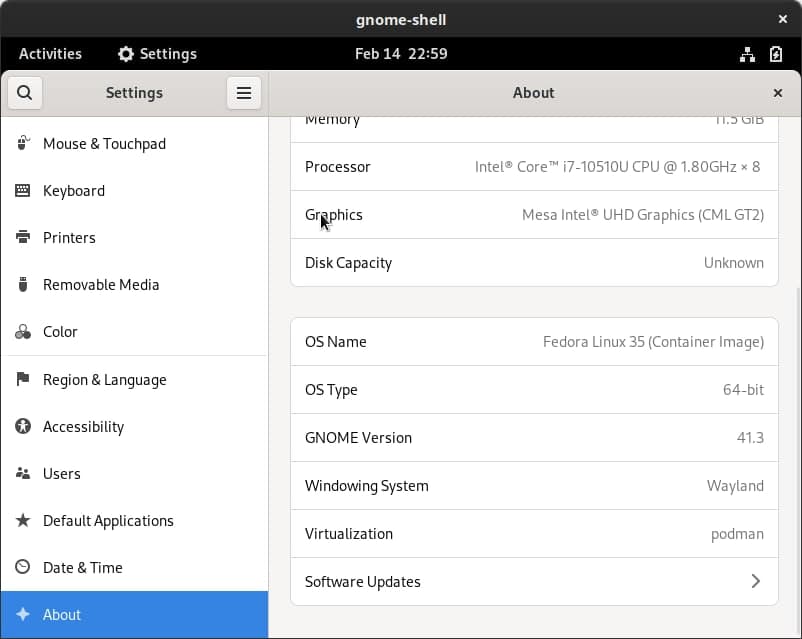 gnome-shell
Activities Settings Feb 14 22:59
Settings About
Mouse & Touchpad
Keyboard
Printers
Removable Media
Color
Region & Language
Accessibility
Users
Default Applications
Date & Time
About
Memory 11.5 GiB
Processor Intel® Core™ i7-10510U CPU @ 1.80GHz × 8
Graphics Mesa Intel® UHD Graphics (CML GT2)
Disk Capacity Unknown
OS Name Fedora Linux 35 (Container Image)
OS Type 64-bit
GNOME Version 41.3
Windowing System Wayland
Virtualization podman
Software Updates